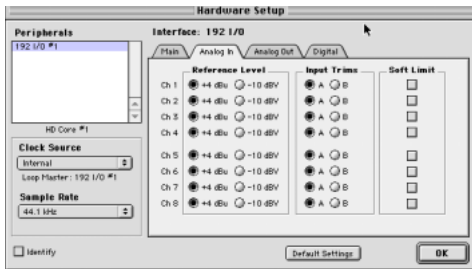 Hardware Setup
Peripherals
192 I/O #1
HD Core #1
Clock Source
Internal
Loop Master: 192 I/O #1
Sample Rate
44.1 kHz
Identify
Interface: 192 I/O
Main Analog In Analog Out Digital
Reference Level Input Trims Soft Limit
Ch 1 +4 dBu -10 dBV A B
Ch 2 +4 dBu -10 dBV A B
Ch 3 +4 dBu -10 dBV A B
Ch 4 +4 dBu -10 dBV A B
Ch 5 +4 dBu -10 dBV A B
Ch 6 +4 dBu -10 dBV A B
Ch 7 +4 dBu -10 dBV A B
Ch 8 +4 dBu -10 dBV A B
Default Settings
OK